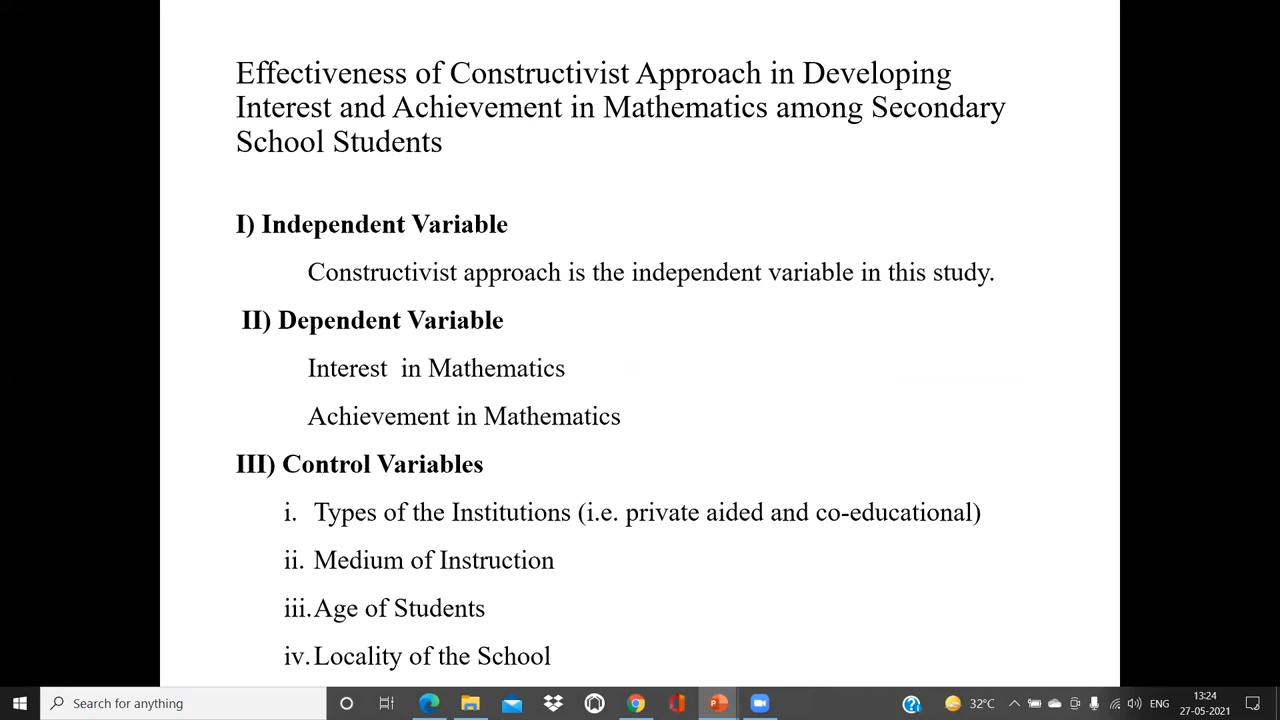 Effectiveness of Constructivist Approach in Developing
Interest and Achievement in Mathematics among Secondary
School Students
I) Independent Variable
Constructivist approach is the independent variable in this study.
II) Dependent Variable
Interest in Mathematics
Achievement in Mathematics
III) Control Variables
i. Types of the Institutions (i.e. private aided and co-educational)
ii. Medium of Instruction
iii. Age of Students
iv. Locality of the School
Search for anything
32°C
ENG
13:24
27-05-2021